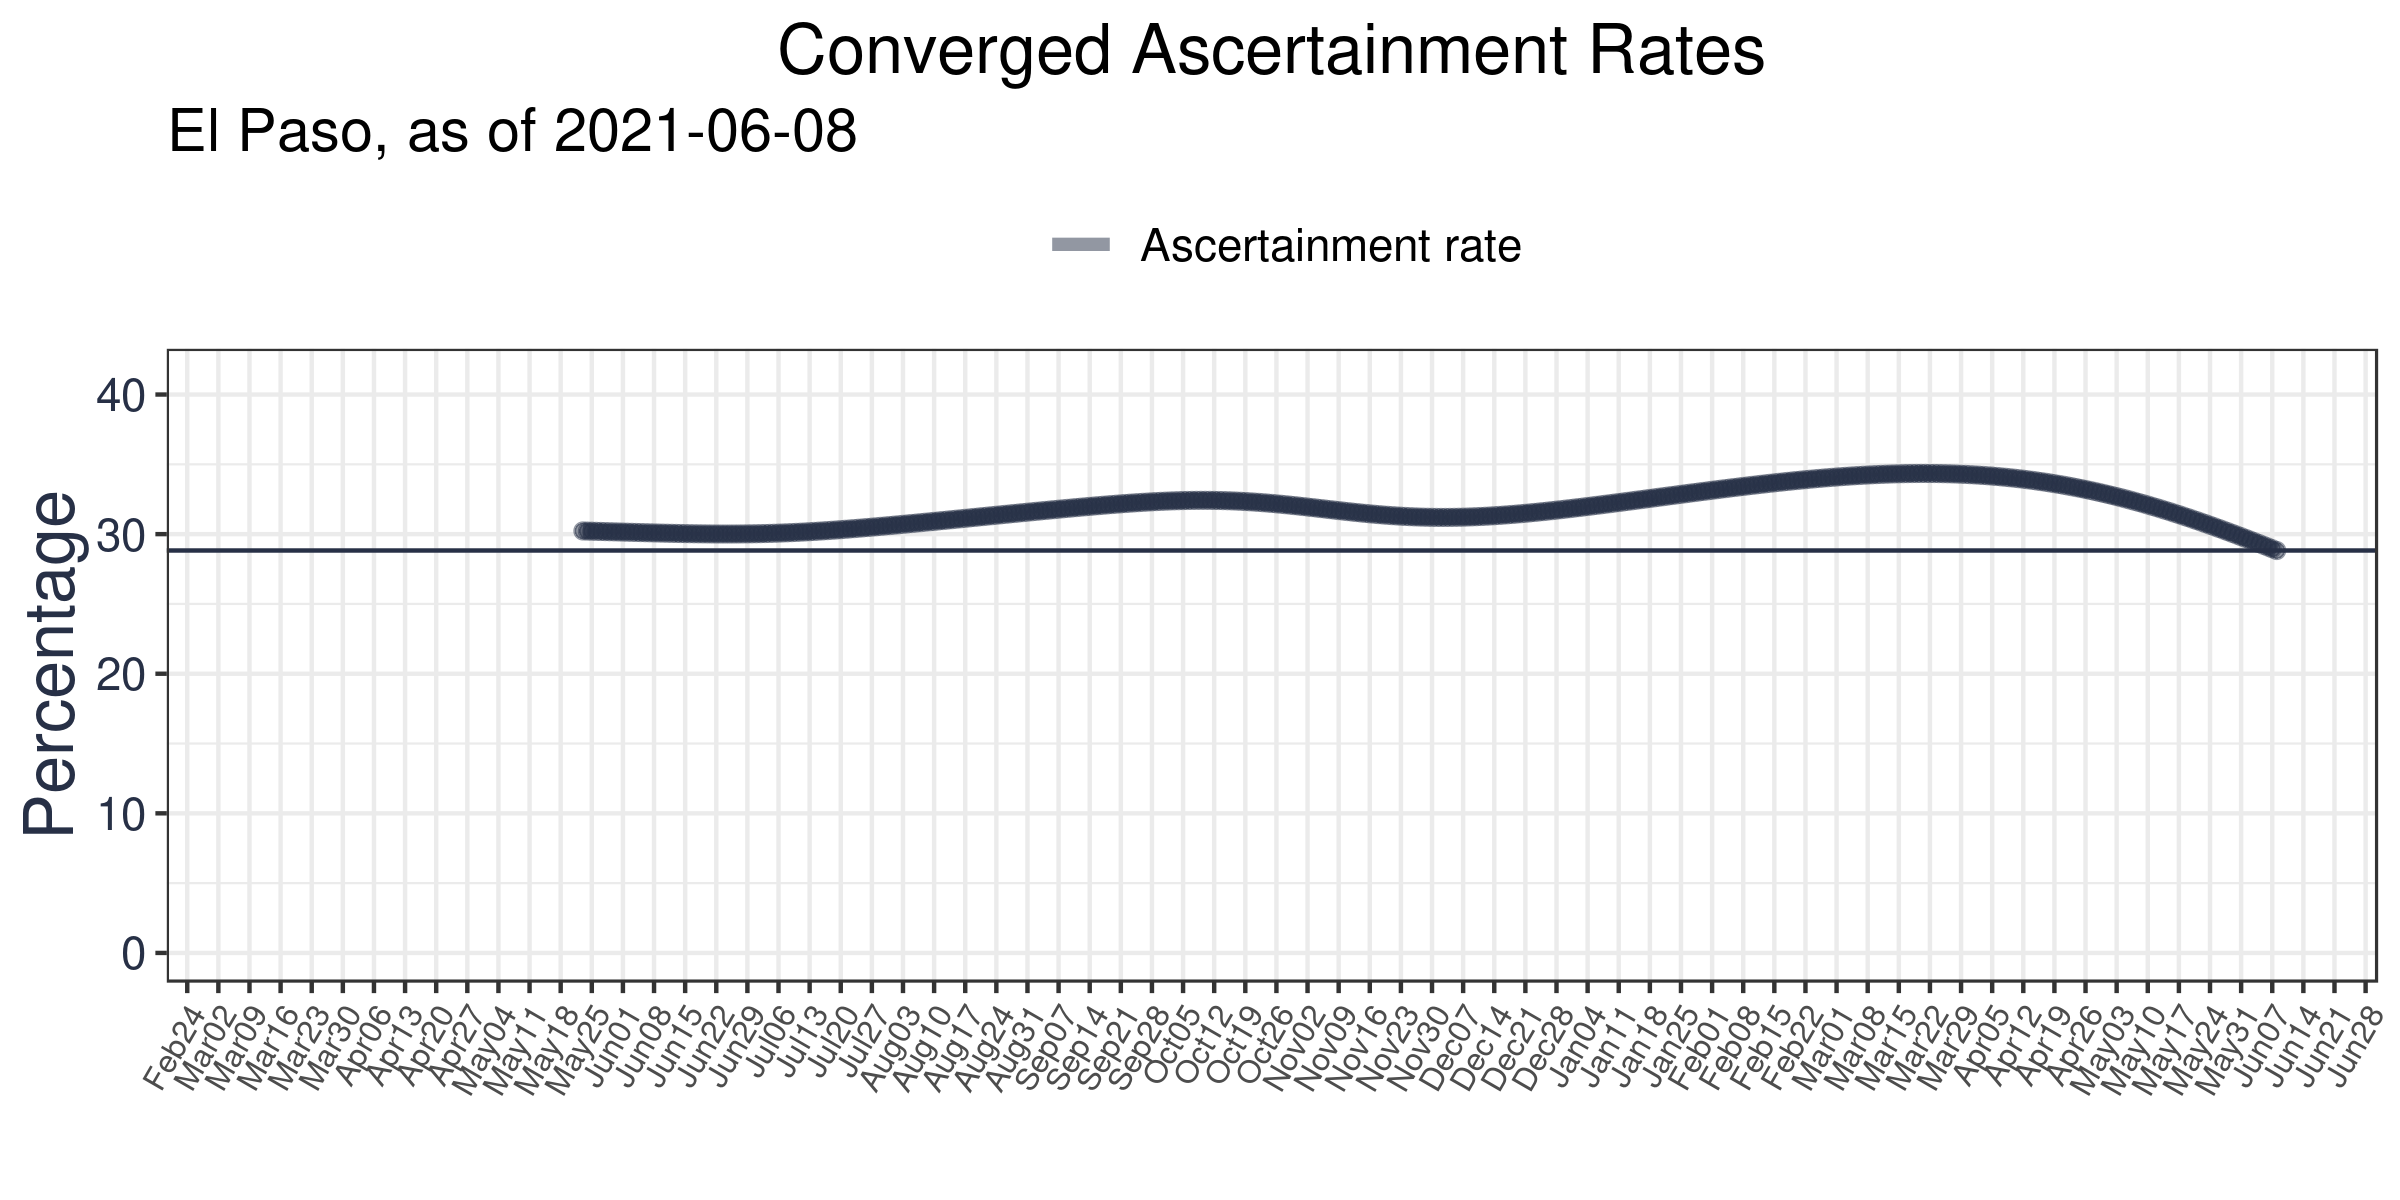 Converged Ascertainment Rates
El Paso, as of 2021-06-08
Ascertainment rate
Percentage
40
30
20
10
0
Feb24
Mar02
Mar09
Mar16
Mar23
Mar30
Apr06
Apr13
Apr20
Apr27
May04
May11
May18
May25
Jun01
Jun08
Jun15
Jun22
Jun29
Jul06
Jul13
Jul20
Jul27
Aug03
Aug10
Aug17
Aug24
Aug31
Sep07
Sep14
Sep21
Sep28
Oct05
Oct12
Oct19
Oct26
Nov02
Nov09
Nov16
Nov23
Nov30
Dec07
Dec14
Dec21
Dec28
Jan04
Jan11
Jan18
Jan25
Feb01
Feb08
Feb15
Feb22
Mar01
Mar08
Mar15
Mar22
Mar29
Apr05
Apr12
Apr19
Apr26
May03
May10
May17
May24
May31
Jun07
Jun14
Jun21
Jun28